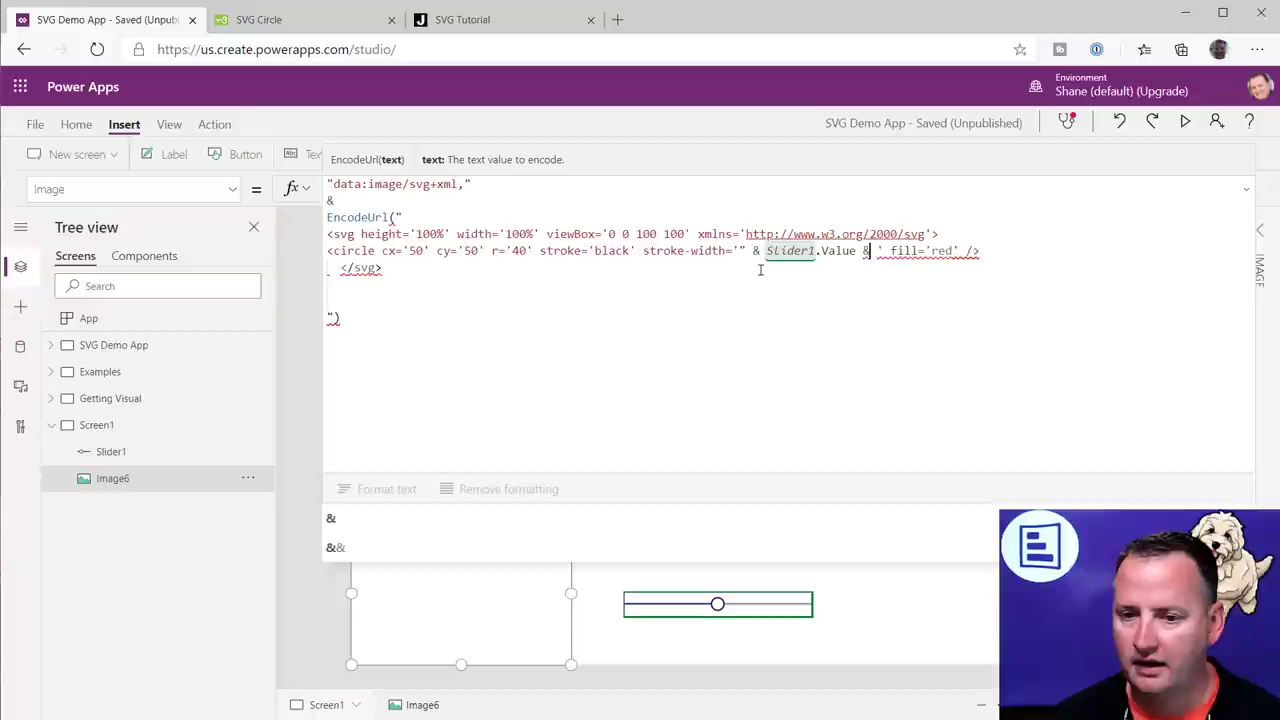 SVG Demo App - Saved (Unpubli
SVG Circle
SVG Tutorial
https://us.create.powerapps.com/studio/
Power Apps
Environment
Shane (default) (Upgrade)
File Home Insert View Action
SVG Demo App - Saved (Unpublished)
New screen Label Button Tex
EncodeUrl(text) text: The text value to encode.
Image = fx
"data:image/svg+xml,"
&
EncodeUrl("
<svg height='100%' width='100%' viewBox='0 0 100 100' xmlns='http://www.w3.org/2000/svg'>
<circle cx='50' cy='50' r='40' stroke='black' stroke-width='" & Slider1.Value & ' fill='red' />
</svg>
")
Tree view
Screens Components
Search
App
SVG Demo App
Examples
Getting Visual
Screen1
Slider1
Image6
IMAGE
Format text Remove formatting
&
&&
Screen1 Image6